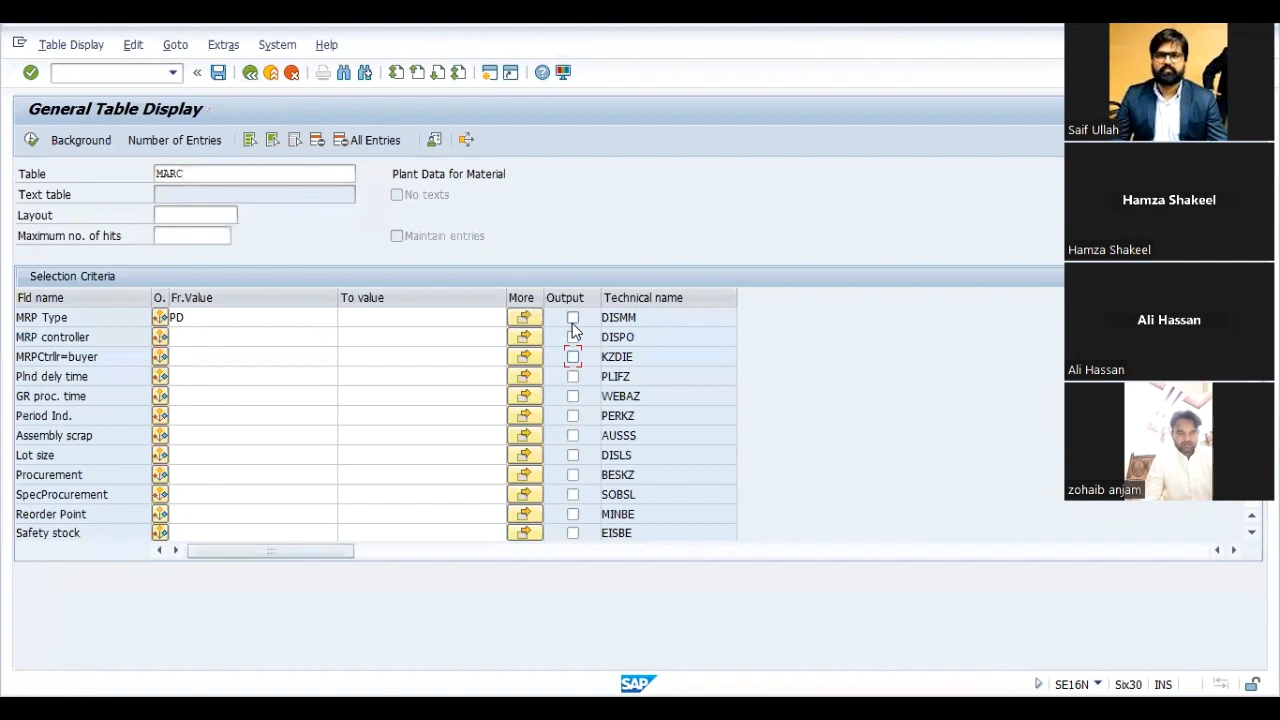 Table Display Edit Goto Extras System Help
General Table Display
Background Number of Entries All Entries
Table MARC Plant Data for Material
Text table No texts
Layout
Maximum no. of hits Maintain entries
Selection Criteria
Fld name O. Fr.Value To value More Output Technical name
MRP Type PD DISMM
MRP controller DISPO
MRPCtrllr=buyer KZDIE
Plnd dely time PLIFZ
GR proc. time WEBAZ
Period Ind. PERKZ
Assembly scrap AUSSS
Lot size DISLS
Procurement BESKZ
SpecProcurement SOBSL
Reorder Point MINBE
Safety stock EISBE
SAP
SE16N Six30 INS
Saif Ullah
Hamza Shakeel
Hamza Shakeel
Ali Hassan
Ali Hassan
zohaib anjam